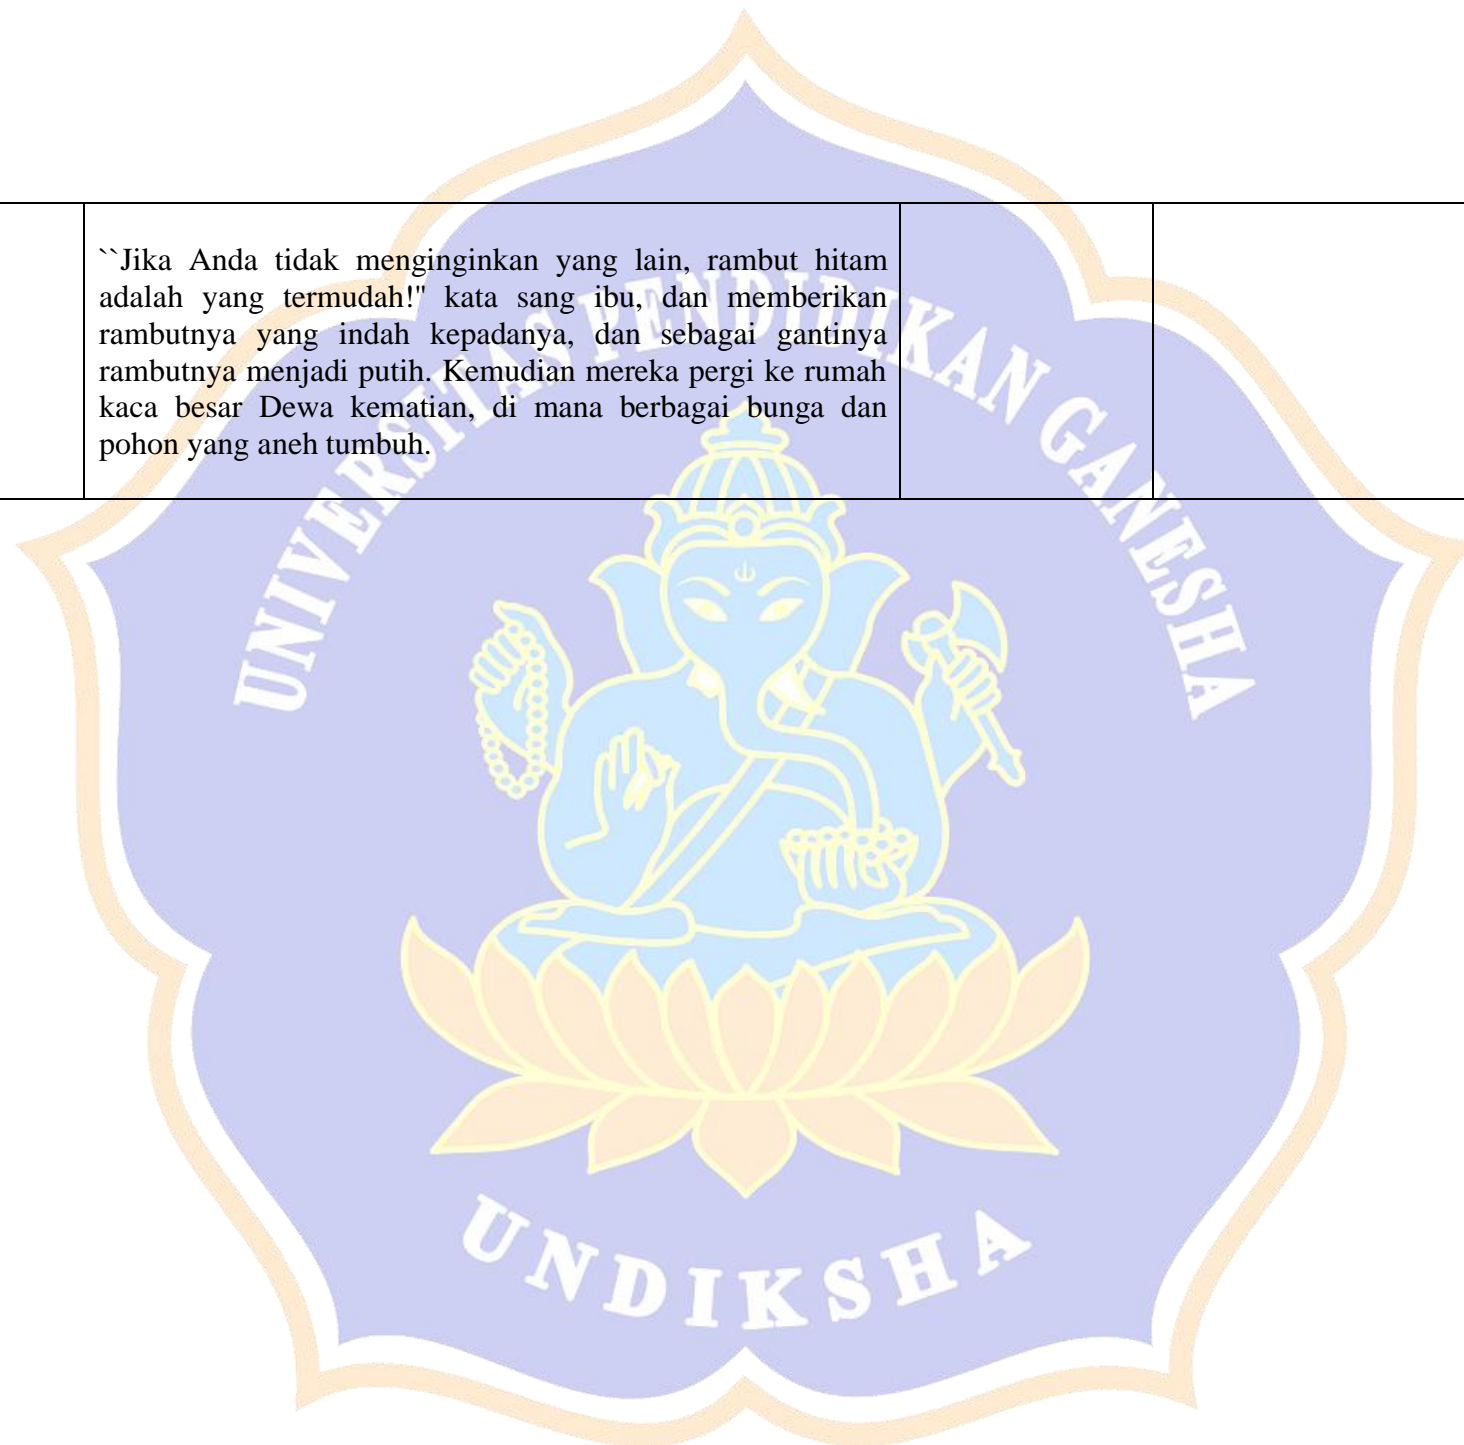 ``Jika Anda tidak menginginkan yang lain, rambut hitam
adalah yang termudah!" kata sang ibu, dan memberikan
rambutnya yang indah kepadanya, dan sebagai gantinya
rambutnya menjadi putih. Kemudian mereka pergi ke rumah
kaca besar Dewa kematian, di mana berbagai bunga dan
pohon yang aneh tumbuh.
UNIVERSITAS PENDIDIKAN GANESHA
UNDIKSHA